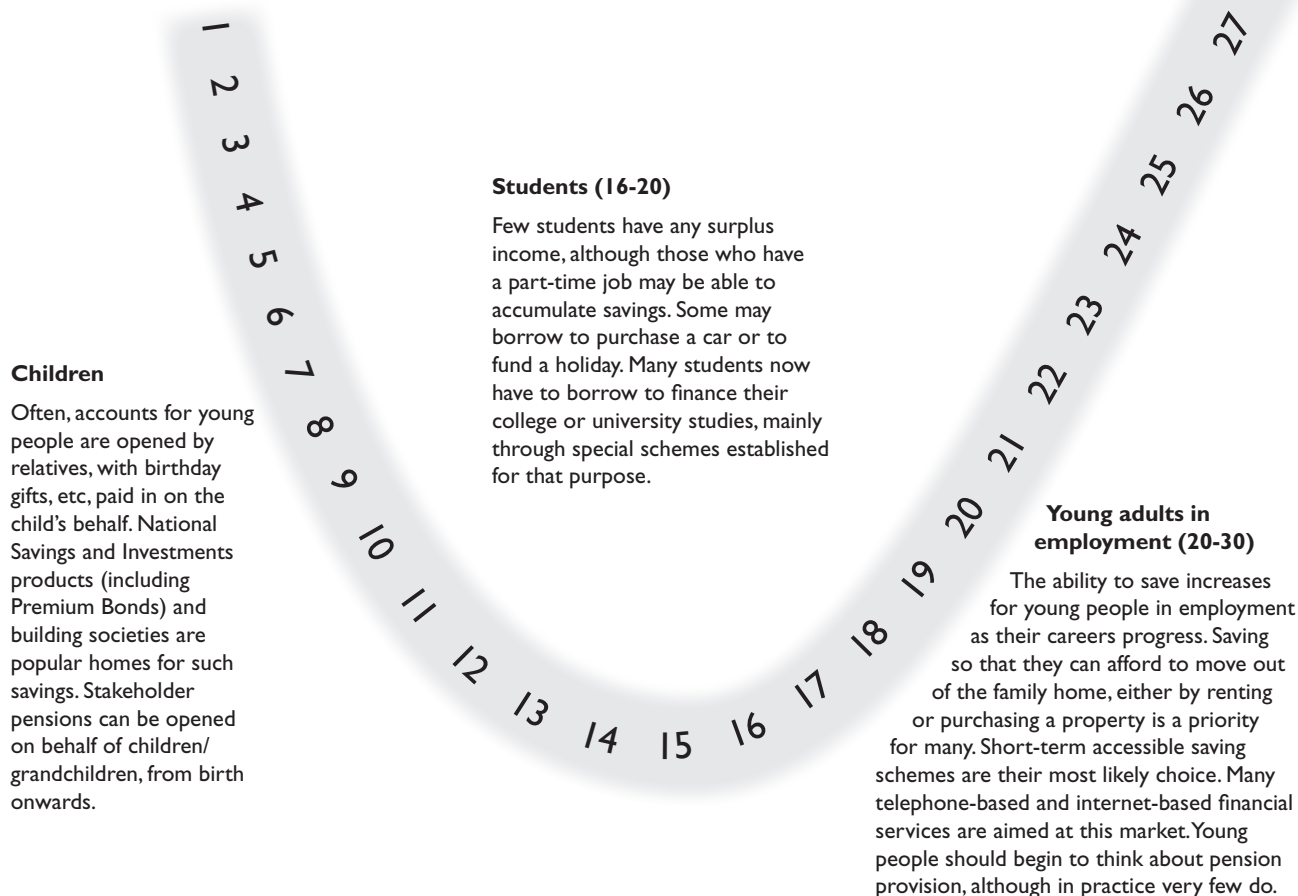 1
2
3
4
5
6
7
8
9
10
11
12
13
14
15
16
17
18
19
20
21
22
23
24
25
26
27
Children
Often, accounts for young
people are opened by
relatives, with birthday
gifts, etc, paid in on the
child's behalf. National
Savings and Investments
products (including
Premium Bonds) and
building societies are
popular homes for such
savings. Stakeholder
pensions can be opened
on behalf of children/
grandchildren, from birth
onwards.
Students (16-20)
Few students have any surplus
income, although those who have
a part-time job may be able to
accumulate savings. Some may
borrow to purchase a car or to
fund a holiday. Many students now
have to borrow to finance their
college or university studies, mainly
through special schemes established
for that purpose.
Young adults in
employment (20-30)
The ability to save increases
for young people in employment
as their careers progress. Saving
so that they can afford to move out
of the family home, either by renting
or purchasing a property is a priority
for many. Short-term accessible saving
schemes are their most likely choice. Many
telephone-based and internet-based financial
services are aimed at this market. Young
people should begin to think about pension
provision, although in practice very few do.